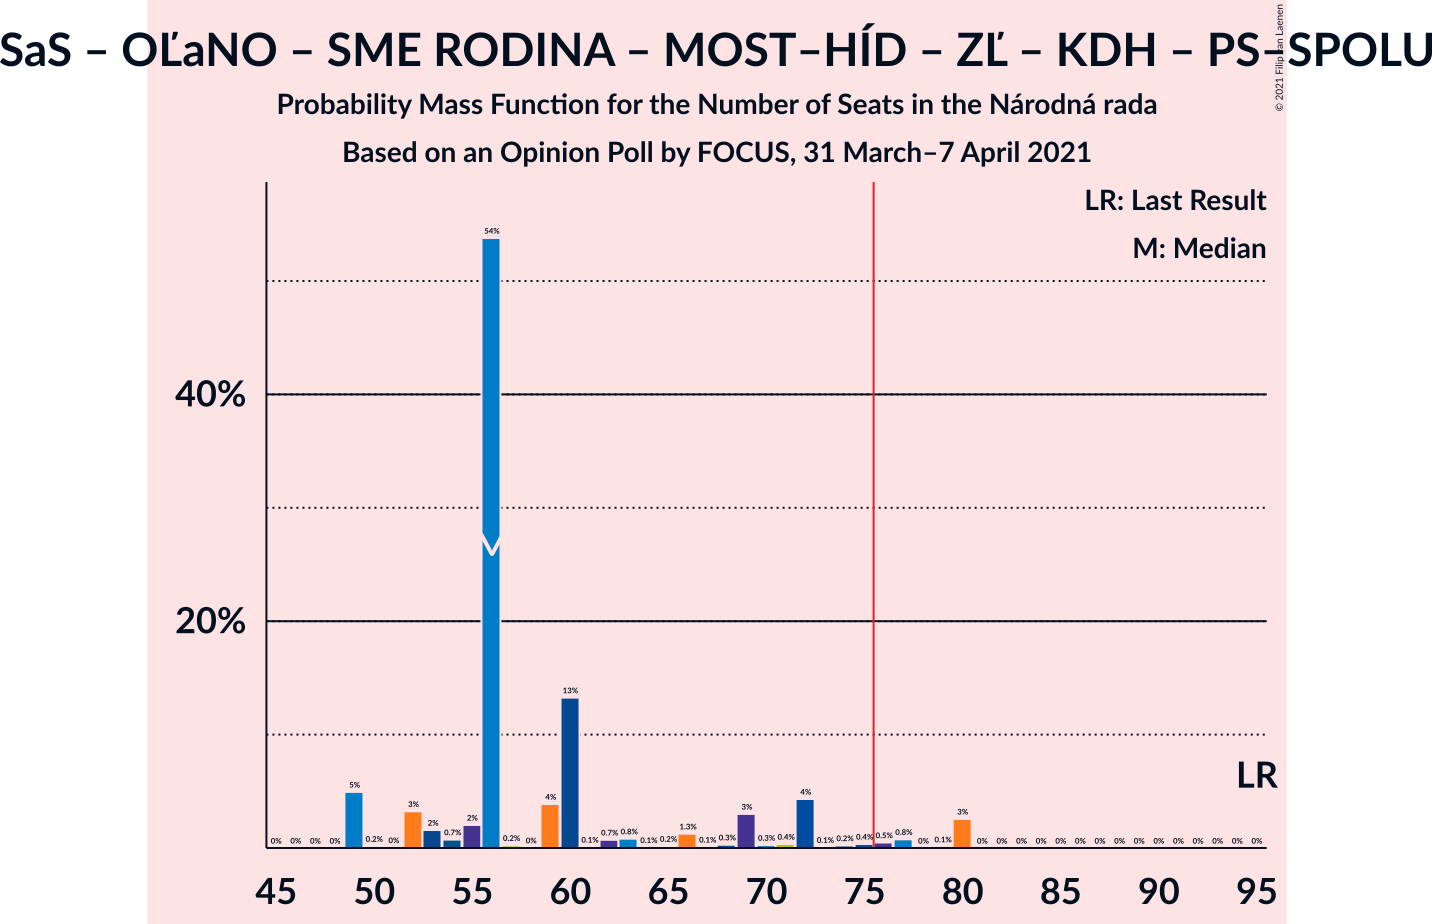 SaS – OĽaNO – SME RODINA – MOST–HÍD – ZĽ – KDH – PS–SPOLU
© 2021 Filip van Laenen
Probability Mass Function for the Number of Seats in the Národná rada
Based on an Opinion Poll by FOCUS, 31 March–7 April 2021
LR: Last Result
M: Median
40%
20%
LR
0% 0% 0% 0% 5% 0.2% 0% 3% 2% 0.7% 2% 54% 0.2% 0% 4% 13% 0.1% 0.7% 0.8% 0.1% 0.2% 1.3% 0.1% 0.3% 3% 0.3% 0.4% 4% 0.1% 0.2% 0.4% 0.5% 0.8% 0% 0.1% 3% 0% 0% 0% 0% 0% 0% 0% 0% 0% 0% 0% 0% 0% 0% 0%
45 50 55 60 65 70 75 80 85 90 95